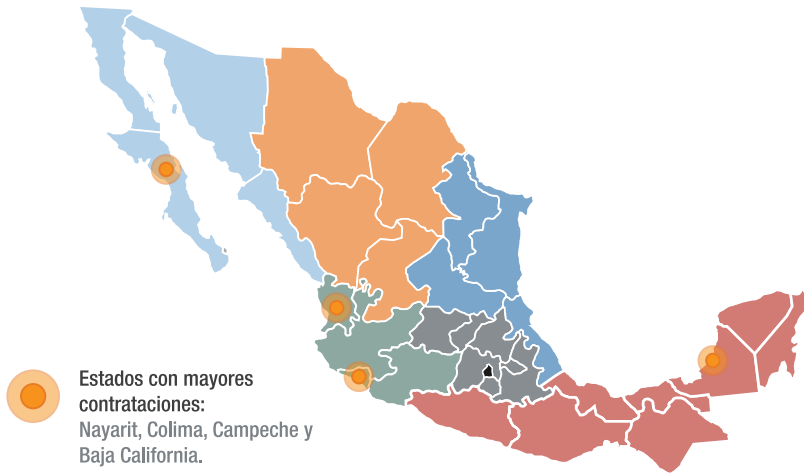 Estados con mayores
contrataciones:
Nayarit, Colima, Campeche y
Baja California.